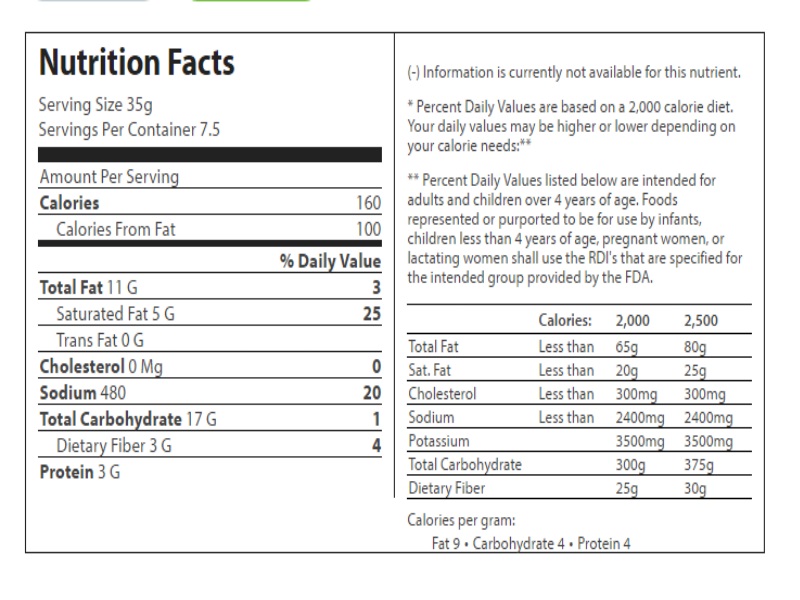 Nutrition Facts
Serving Size 35g
Servings Per Container 7.5
Amount Per Serving
Calories 160
Calories From Fat 100
% Daily Value
Total Fat 11 G 3
Saturated Fat 5 G 25
Trans Fat 0 G
Cholesterol 0 Mg 0
Sodium 480 20
Total Carbohydrate 17 G 1
Dietary Fiber 3 G 4
Protein 3 G
(-) Information is currently not available for this nutrient.
* Percent Daily Values are based on a 2,000 calorie diet.
Your daily values may be higher or lower depending on
your calorie needs:**
** Percent Daily Values listed below are intended for
adults and children over 4 years of age. Foods
represented or purported to be for use by infants,
children less than 4 years of age, pregnant women, or
lactating women shall use the RDI's that are specified for
the intended group provided by the FDA.
Calories: 2,000 2,500
Total Fat Less than 65g 80g
Sat. Fat Less than 20g 25g
Cholesterol Less than 300mg 300mg
Sodium Less than 2400mg 2400mg
Potassium 3500mg 3500mg
Total Carbohydrate 300g 375g
Dietary Fiber 25g 30g
Calories per gram:
Fat 9 • Carbohydrate 4 • Protein 4